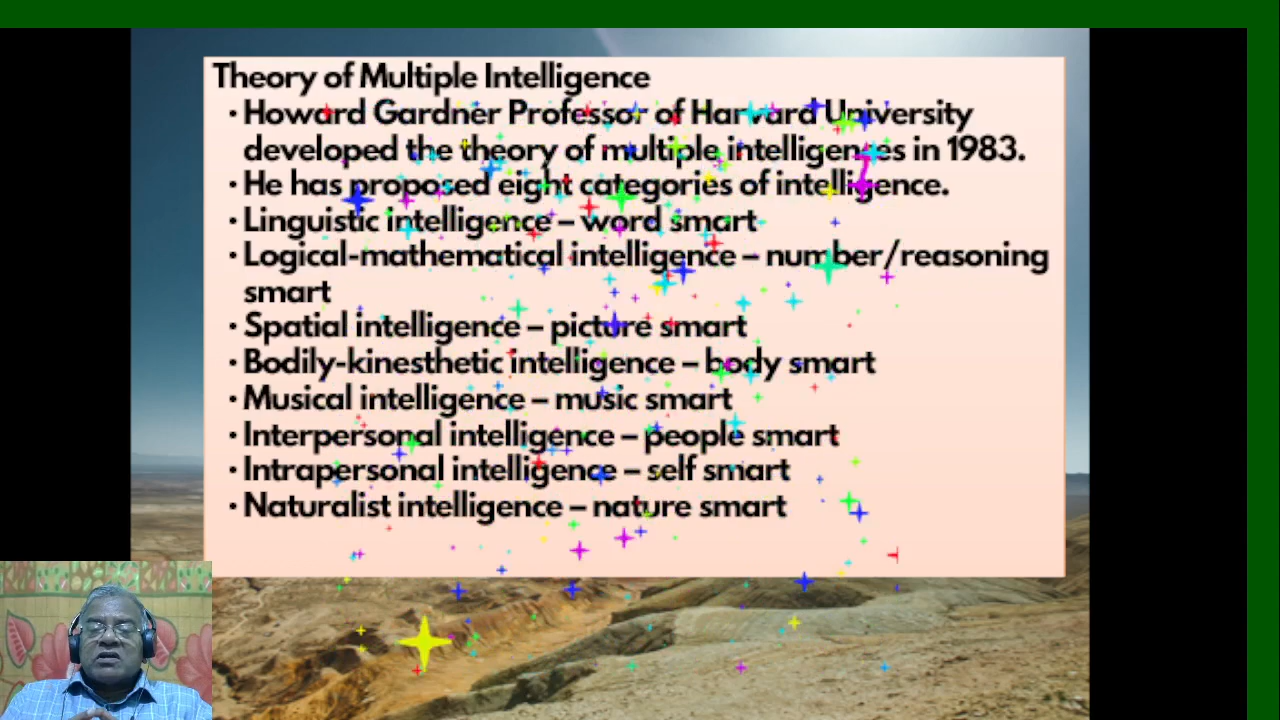 Theory of Multiple Intelligence
• Howard Gardner Professor of Harvard University
developed the theory of multiple intelligences in 1983.
• He has proposed eight categories of intelligence.
• Linguistic intelligence – word smart
• Logical-mathematical intelligence – number/reasoning
smart
• Spatial intelligence – picture smart
• Bodily-kinesthetic intelligence – body smart
• Musical intelligence – music smart
• Interpersonal intelligence – people smart
• Intrapersonal intelligence – self smart
• Naturalist intelligence – nature smart